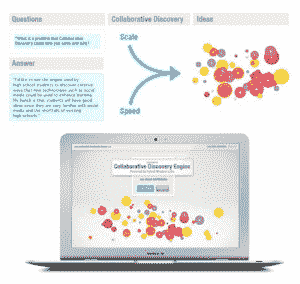 Questions
Collaborative Discovery
Ideas
"What is a problem that Collaborative
Discovery could help you solve and why?
Scale
Answer
"I'd like to see the engine used by
high school students to discover creative
ways that new technologies such as social
media could be used to enhance learning.
My hunch is that students will have good
ideas since they are very familiar with social
media and the shortfalls of existing
high schools."
Speed
Collaborative Discovery Engine